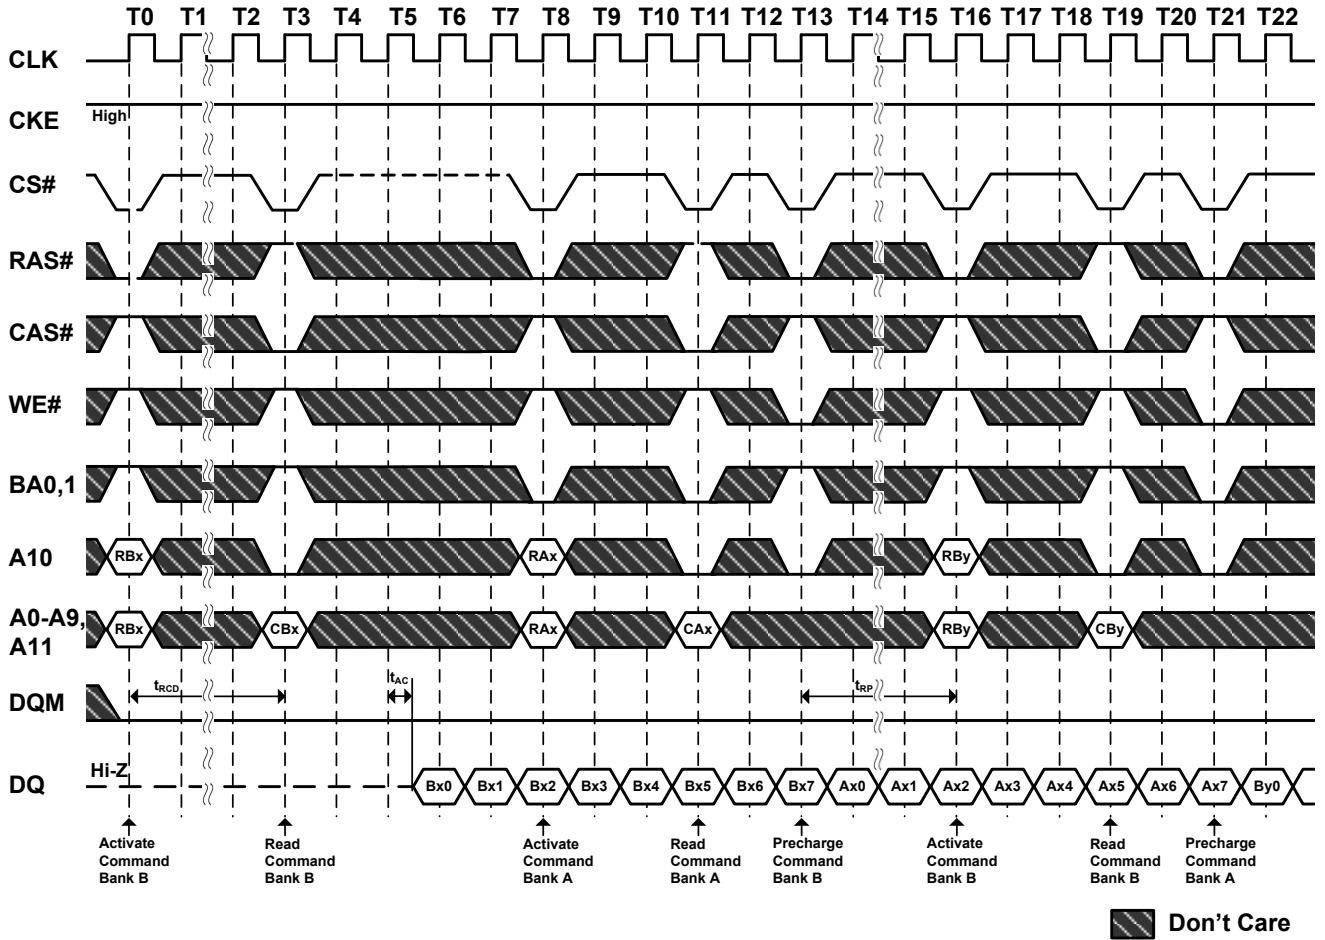 T0 T1 T2 T3 T4 T5 T6 T7 T8 T9 T10 T11 T12 T13 T14 T15 T16 T17 T18 T19 T20 T21 T22
CLK
CKE High
CS#
RAS#
CAS#
WE#
BA0,1
A10 RBx RAx RBy
A0-A9,
A11
RBx CBx RAx CAx RBy CBy
tRCD tAC tRP
DQM
Hi-Z
DQ Bx0 Bx1 Bx2 Bx3 Bx4 Bx5 Bx6 Bx7 Ax0 Ax1 Ax2 Ax3 Ax4 Ax5 Ax6 Ax7 By0
Activate
Command
Bank B
Read
Command
Bank B
Activate
Command
Bank A
Read
Command
Bank A
Precharge
Command
Bank B
Activate
Command
Bank B
Read
Command
Bank B
Precharge
Command
Bank A
Don't Care